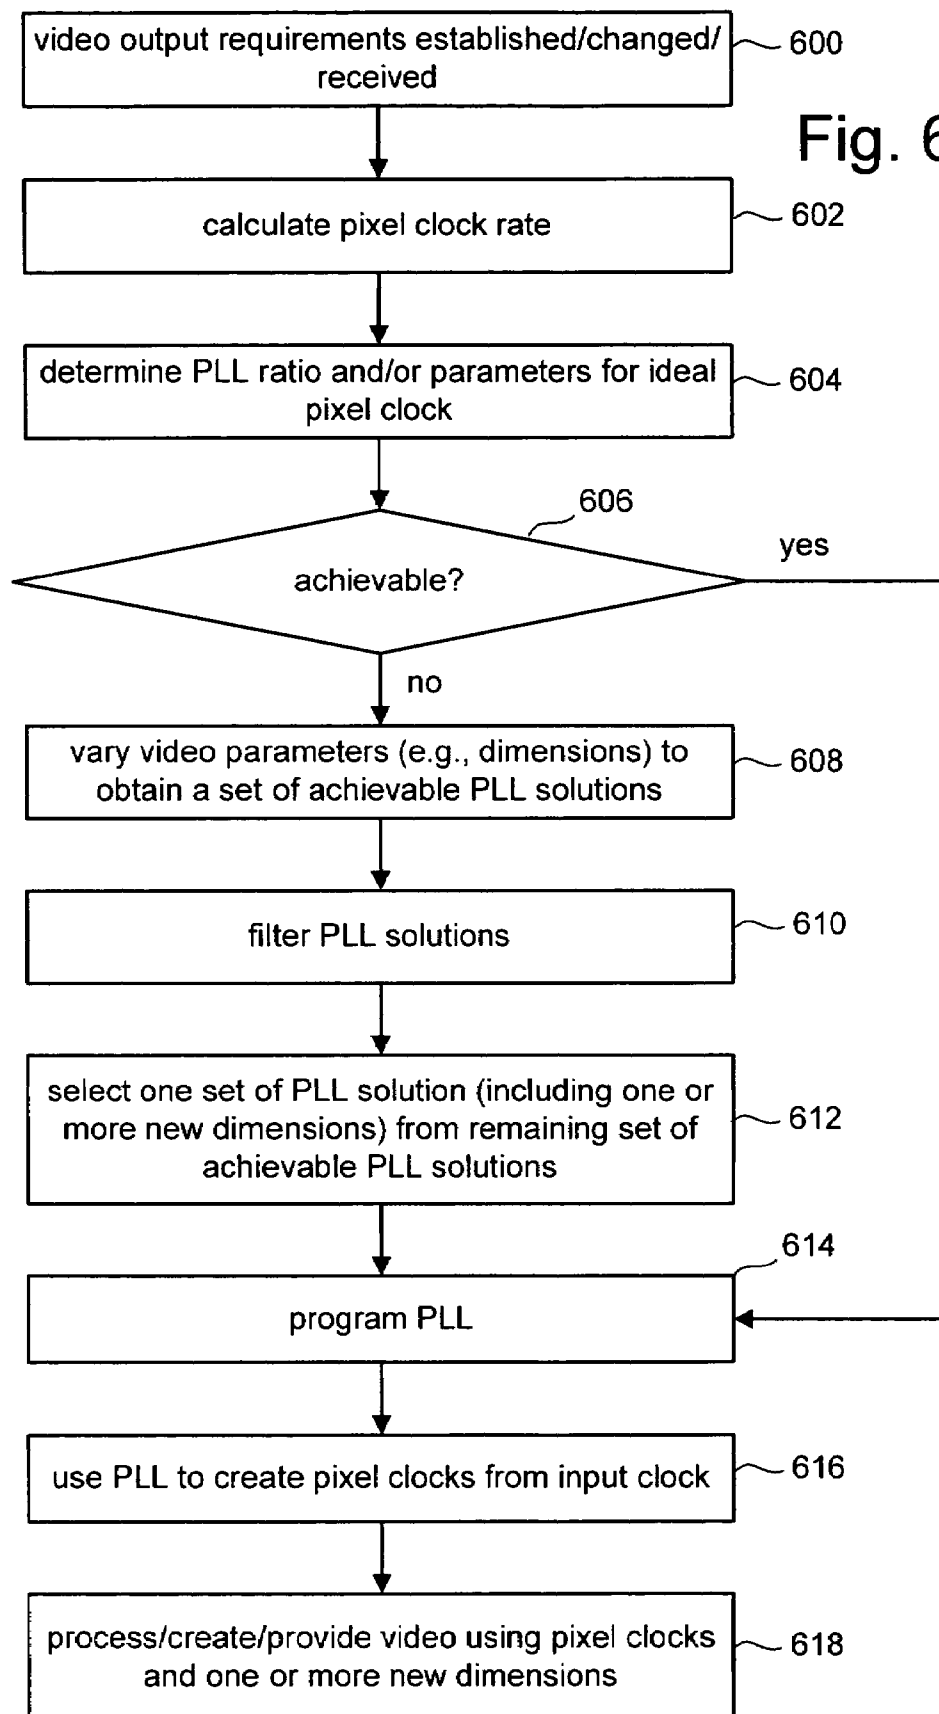 video output requirements established/changed/
received
600
Fig. 6
calculate pixel clock rate
602
determine PLL ratio and/or parameters for ideal
pixel clock
604
606
achievable?
yes
no
vary video parameters (e.g., dimensions) to
obtain a set of achievable PLL solutions
608
filter PLL solutions
610
select one set of PLL solution (including one or
more new dimensions) from remaining set of
achievable PLL solutions
612
614
program PLL
use PLL to create pixel clocks from input clock
616
process/create/provide video using pixel clocks
and one or more new dimensions
618